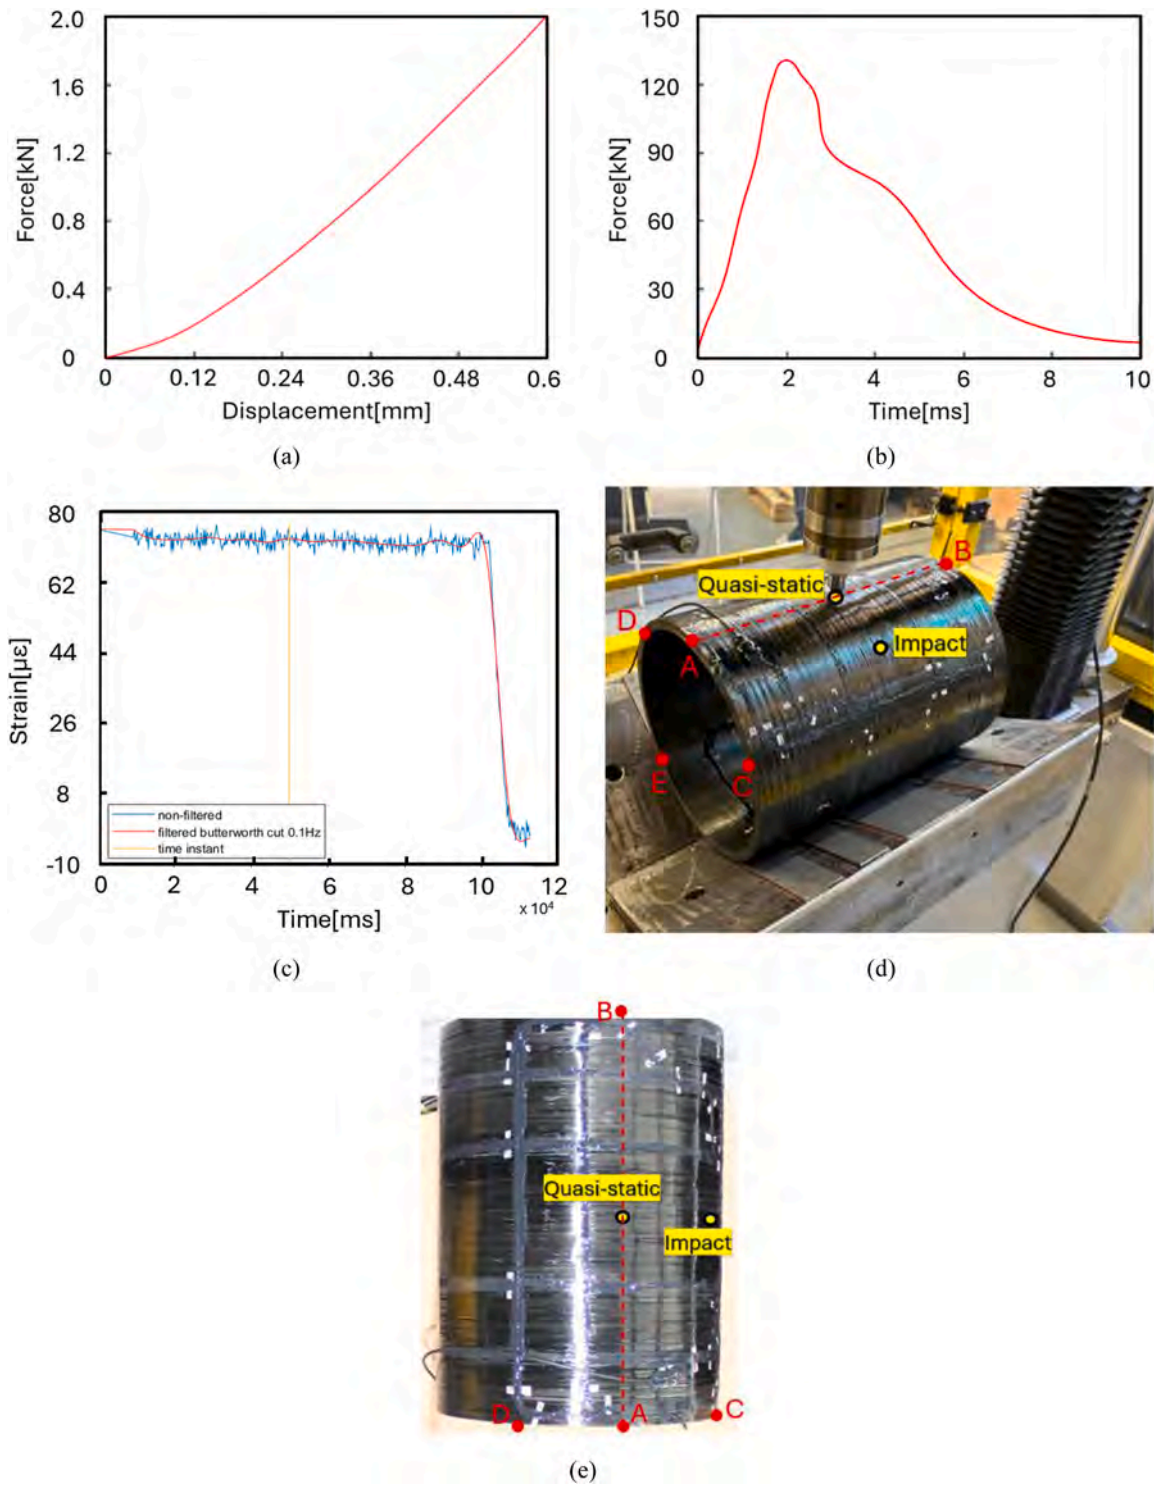 2.0
1.6
1.2
0.8
0.4
0
Force[kN]
0
0.12
0.24
0.36
0.48
0.6
Displacement[mm]
(a)
150
120
90
60
30
0
Force[kN]
0
2
4
6
8
10
Time[ms]
(b)
80
62
44
26
8
-10
Strain[με]
non-filtered
filtered butterworth cut 0.1Hz
time instant
0
2
4
6
8
10
12
x 10⁴
Time[ms]
(c)
B
Quasi-static
D
A
Impact
E
C
(d)
B
Quasi-static
Impact
D
A
C
(e)